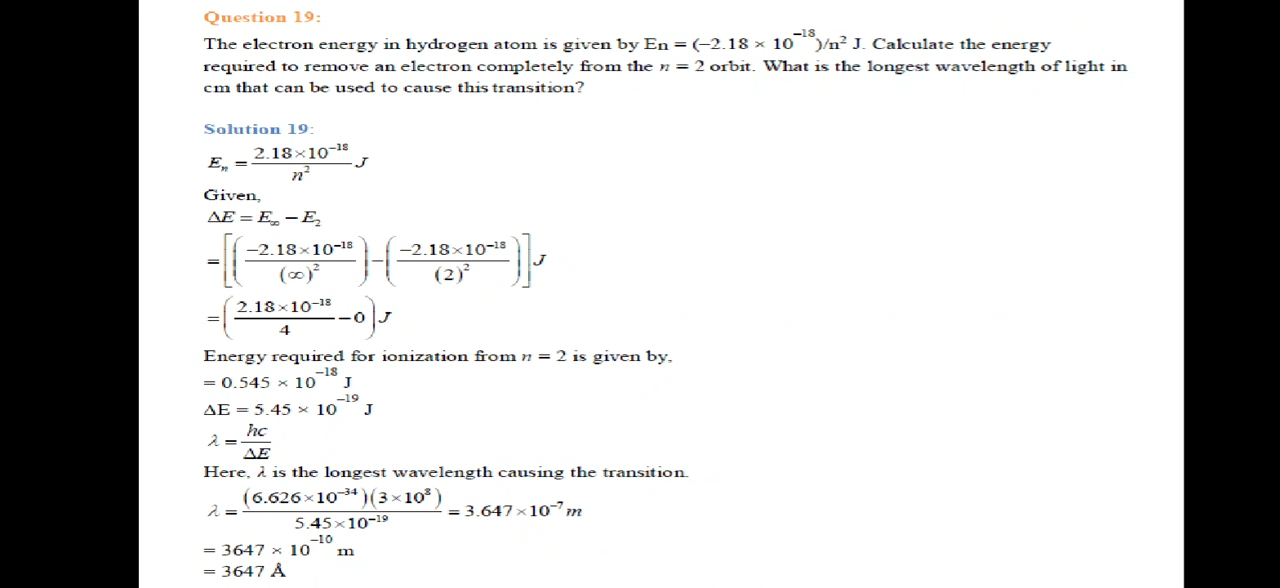 Question 19:
The electron energy in hydrogen atom is given by En = (−2.18 × 10⁻¹⁸)/n² J. Calculate the energy
required to remove an electron completely from the n = 2 orbit. What is the longest wavelength of light in
cm that can be used to cause this transition?
Solution 19:
Eₙ = 2.18×10⁻¹⁸/n² J
Given,
ΔE = E∞ − E₂
= [((−2.18×10⁻¹⁸)/(∞)²) − ((−2.18×10⁻¹⁸)/(2)²)] J
= (2.18×10⁻¹⁸/4 − 0) J
Energy required for ionization from n = 2 is given by,
= 0.545 × 10⁻¹⁸ J
ΔE = 5.45 × 10⁻¹⁹ J
λ = hc/ΔE
Here, λ is the longest wavelength causing the transition.
λ = (6.626×10⁻³⁴)(3×10⁸)/5.45×10⁻¹⁹ = 3.647×10⁻⁷ m
= 3647 × 10⁻¹⁰ m
= 3647 Å